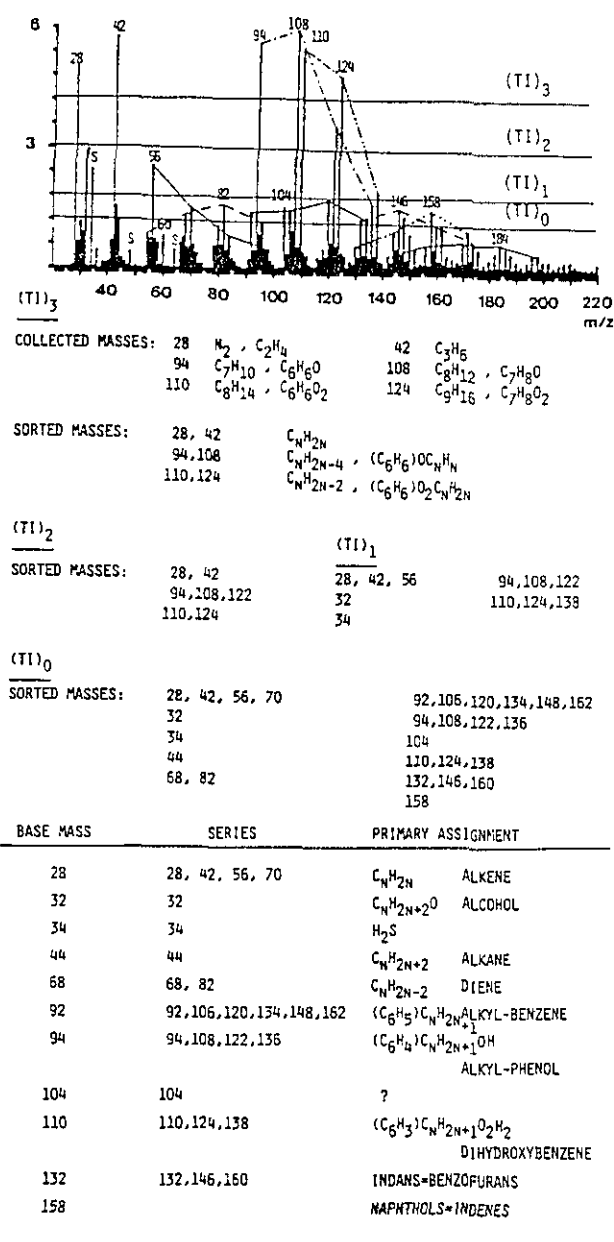 6
42
94
108
110
28
124
(TI)3
3
(TI)2
S
56
(TI)1
82
104
146
158
(TI)0
S
60
S
184
40 60 80 100 120 140 160 180 200 220
m/z
(TI)3
COLLECTED MASSES: 28 N2 , C2H4 42 C3H6
94 C7H10 , C6H6O 108 C8H12 , C7H8O
110 C8H14 , C6H6O2 124 C9H16 , C7H8O2
SORTED MASSES: 28, 42 CNH2N
94,108 CNH2N-4 , (C6H6)OCNHN
110,124 CNH2N-2 , (C6H6)O2CNH2N
(TI)2 (TI)1
SORTED MASSES: 28, 42 28, 42, 56 94,108,122
94,108,122 32 110,124,138
110,124 34
(TI)0
SORTED MASSES: 28, 42, 56, 70 92,106,120,134,148,162
32 94,108,122,136
34 104
44 110,124,138
68, 82 132,146,160
158
BASE MASS SERIES PRIMARY ASSIGNMENT
28 28, 42, 56, 70 CNH2N ALKENE
32 32 CNH2N+2O ALCOHOL
34 34 H2S
44 44 CNH2N+2 ALKANE
68 68, 82 CNH2N-2 DIENE
92 92,106,120,134,148,162 (C6H5)CNH2N+1 ALKYL-BENZENE
94 94,108,122,136 (C6H4)CNH2N+1OH
ALKYL-PHENOL
104 104 ?
110 110,124,138 (C6H3)CNH2N+1O2H2
DIHYDROXYBENZENE
132 132,146,160 INDANS=BENZOFURANS
158 NAPHTHOLS=INDENES